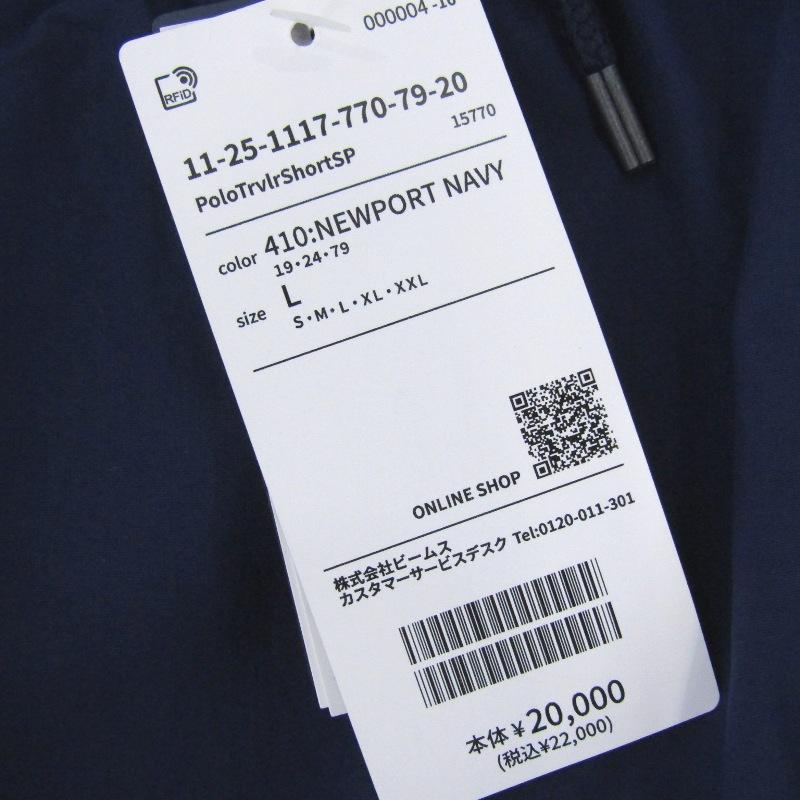 000004-10
RFID
11-25-1117-770-79-20
PoloTrvlrShortSP 15770
color 410:NEWPORT NAVY
19・24・79
size L
S・M・L・XL・XXL
ONLINE SHOP
株式会社ビームス
カスタマーサービスデスク Tel:0120-011-301
本体¥20,000
(税込¥22,000)